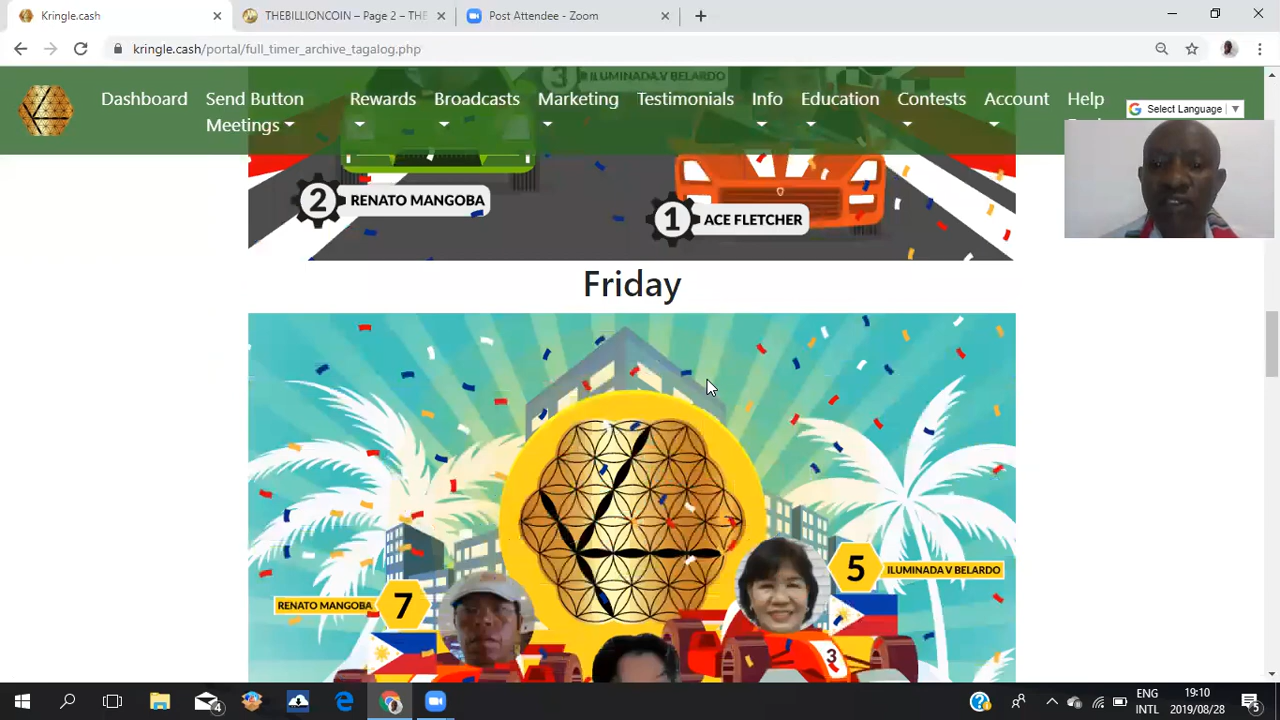 Kringle.cash
THEBILLIONCOIN – Page 2 – THE
Post Attendee - Zoom
kringle.cash/portal/full_timer_archive_tagalog.php
Dashboard
Send Button Meetings
Rewards
Broadcasts
Marketing
Testimonials
Info
Education
Contests
Account
Help
Select Language
3 ILUMINADA V BELARDO
2 RENATO MANGOBA
1 ACE FLETCHER
Friday
5 ILUMINADA V BELARDO
RENATO MANGOBA 7
3
4
ENG
INTL
19:10
2019/08/28
5